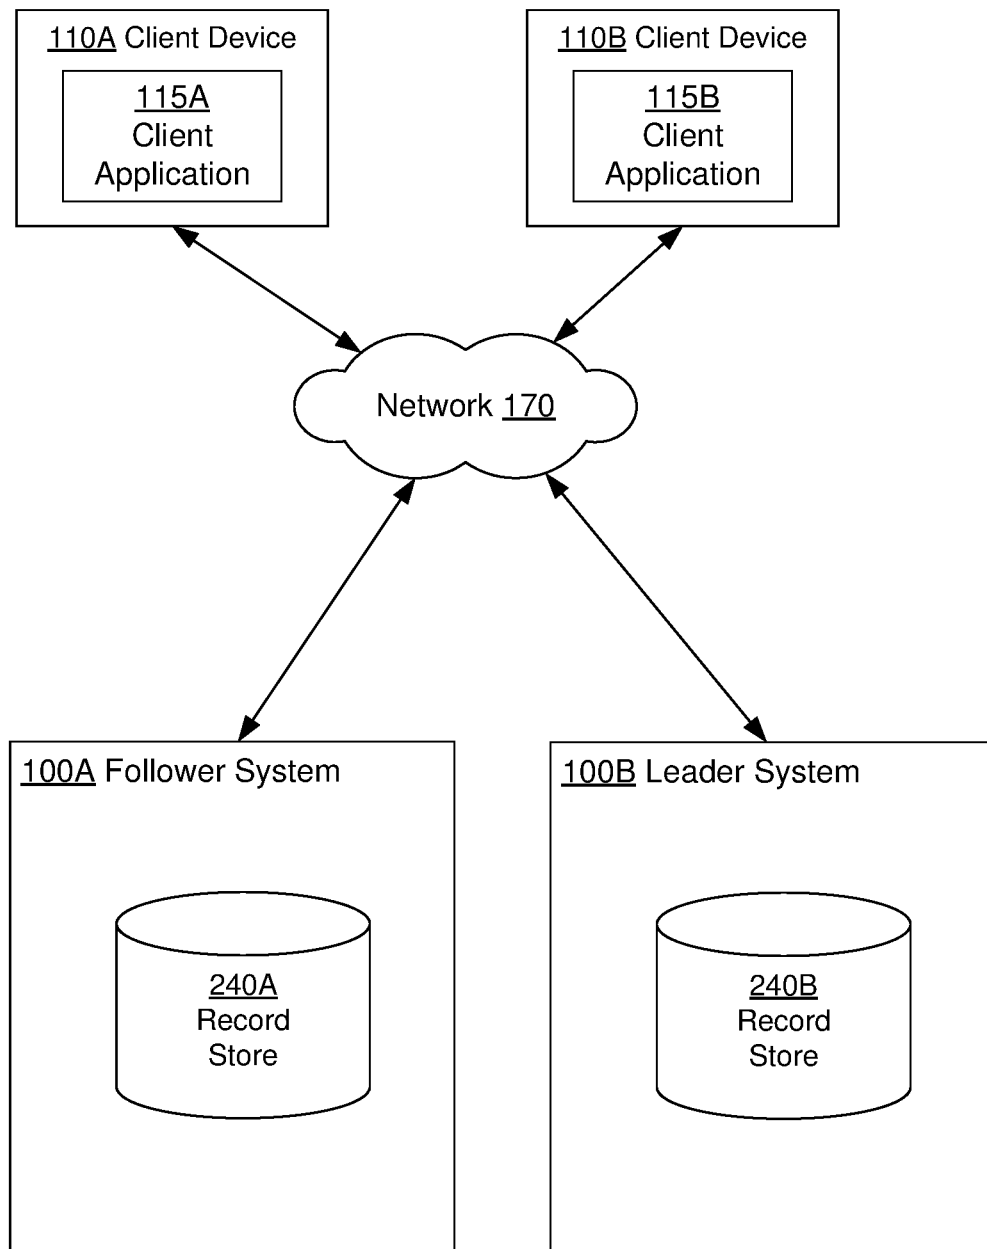 110A Client Device
115A
Client
Application
110B Client Device
115B
Client
Application
Network 170
100A Follower System
240A
Record
Store
100B Leader System
240B
Record
Store